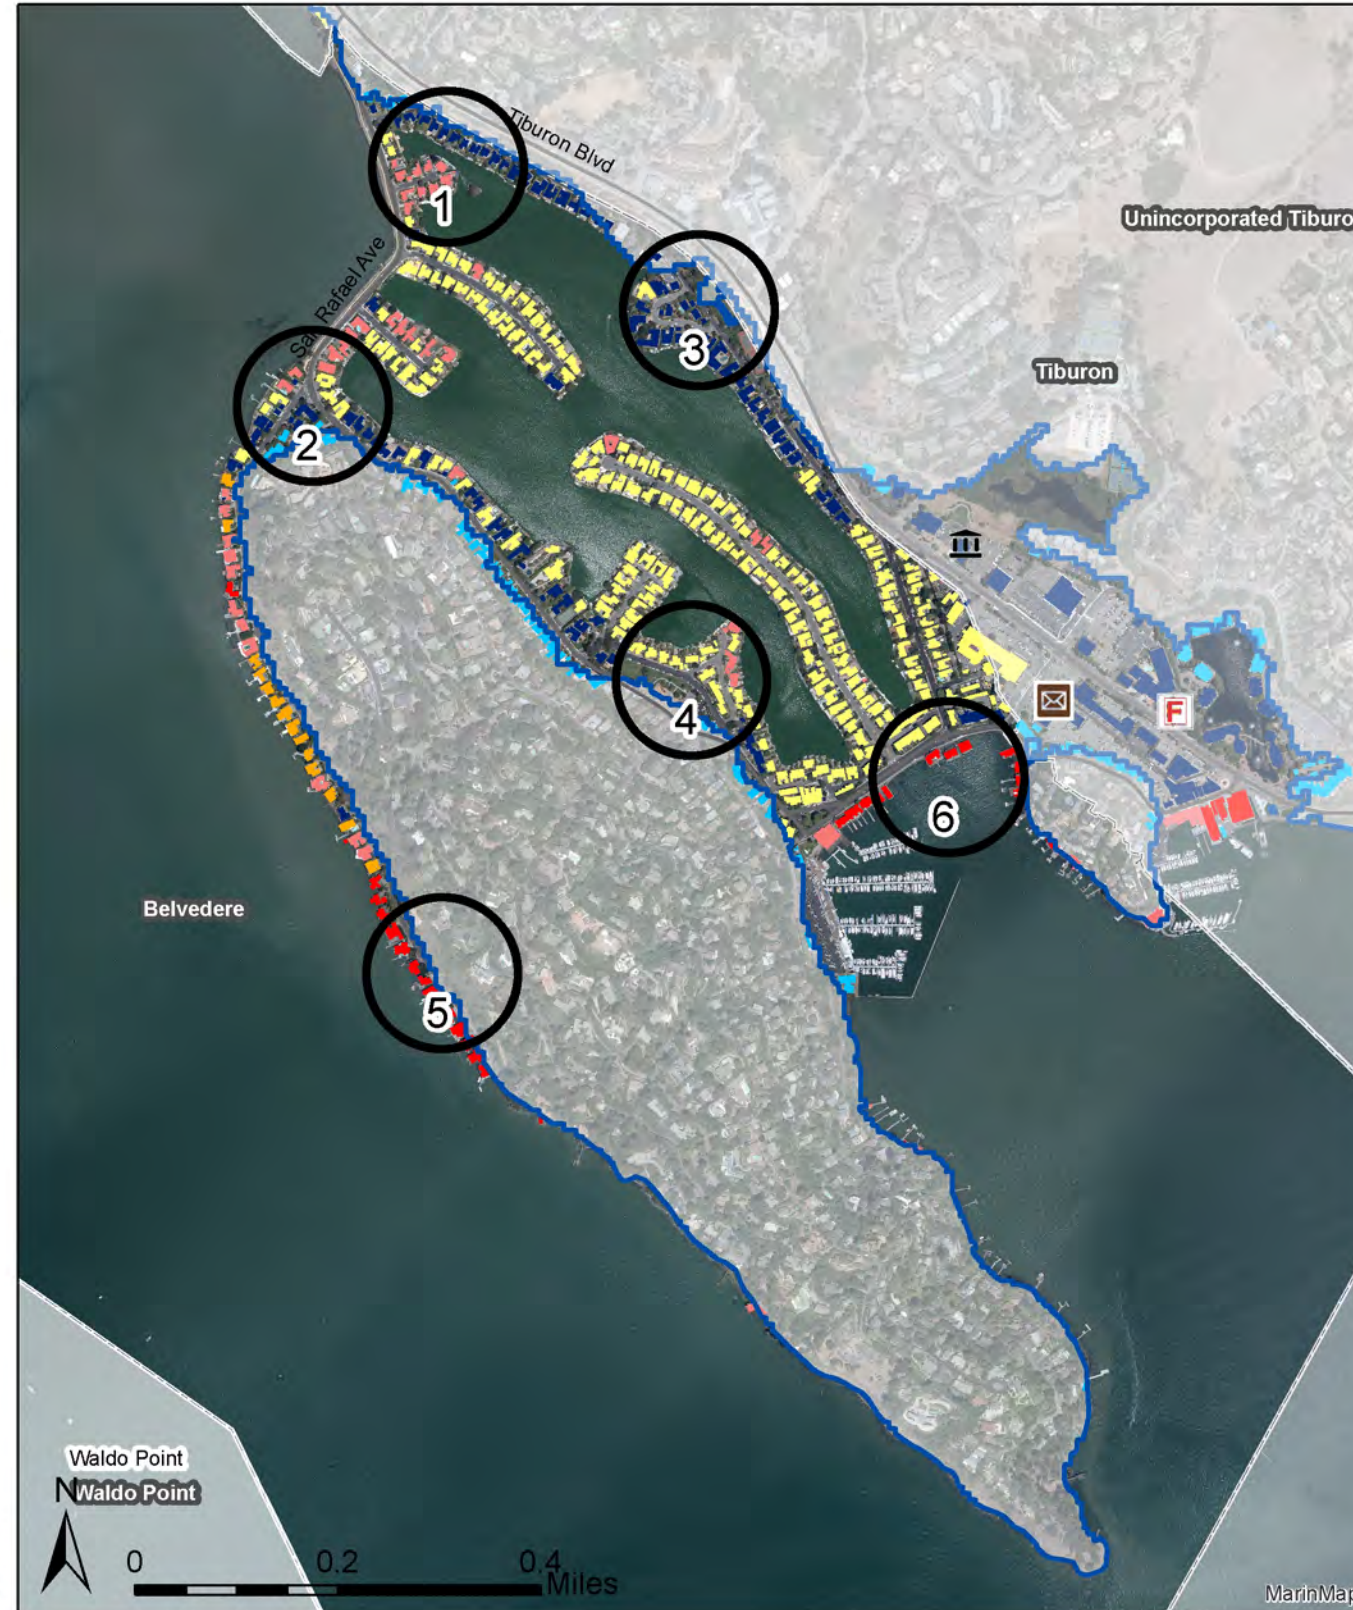 Tiburon Blvd
1
Unincorporated Tiburo
San Rafael Ave
3
Tiburon
2
4
F
6
Belvedere
5
Waldo Point
N
Waldo Point
0 0.2 0.4
Miles
MarinMap